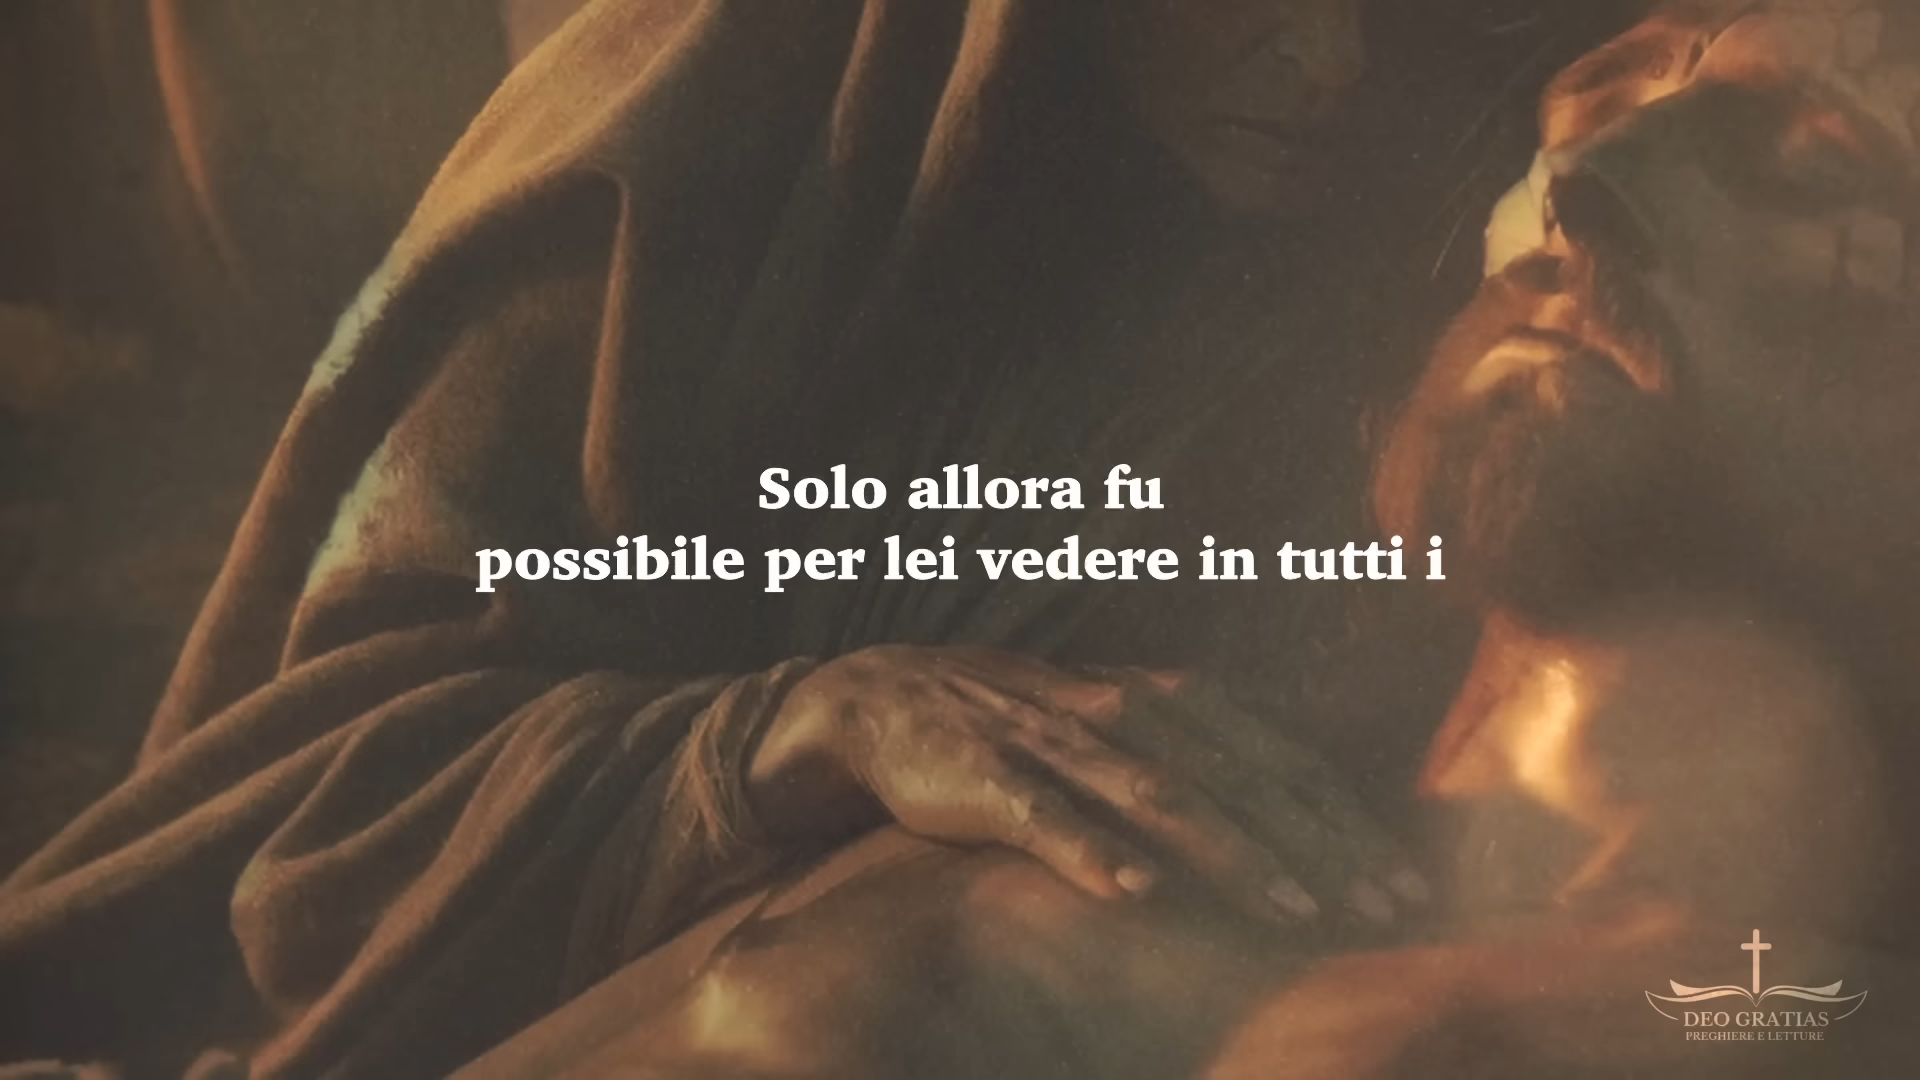 Solo allora fu
possibile per lei vedere in tutti i
DEO GRATIAS
PREGHIERE E LETTURE